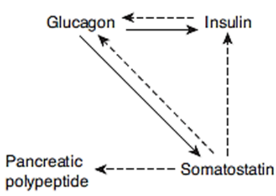 Glucagon
Insulin
Pancreatic
polypeptide
Somatostatin